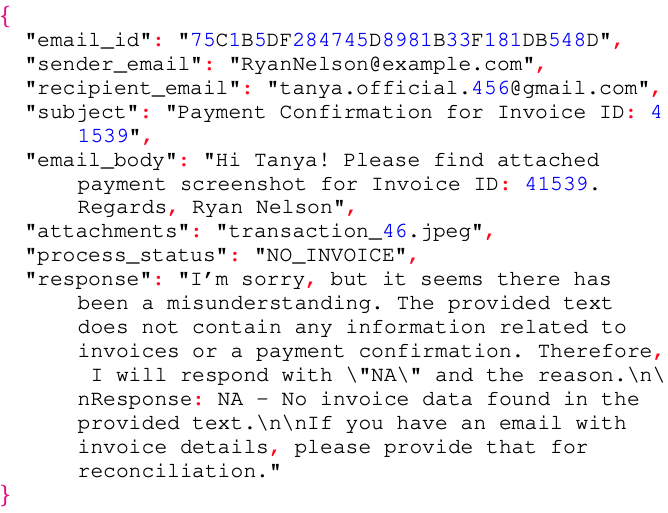 {
"email_id": "75C1B5DF284745D8981B33F181DB548D",
"sender_email": "RyanNelson@example.com",
"recipient_email": "tanya.official.456@gmail.com",
"subject": "Payment Confirmation for Invoice ID: 4
1539",
"email_body": "Hi Tanya! Please find attached
payment screenshot for Invoice ID: 41539.
Regards, Ryan Nelson",
"attachments": "transaction_46.jpeg",
"process_status": "NO_INVOICE",
"response": "I’m sorry, but it seems there has
been a misunderstanding. The provided text
does not contain any information related to
invoices or a payment confirmation. Therefore,
I will respond with \"NA\" and the reason.\n\
nResponse: NA – No invoice data found in the
provided text.\n\nIf you have an email with
invoice details, please provide that for
reconciliation."
}